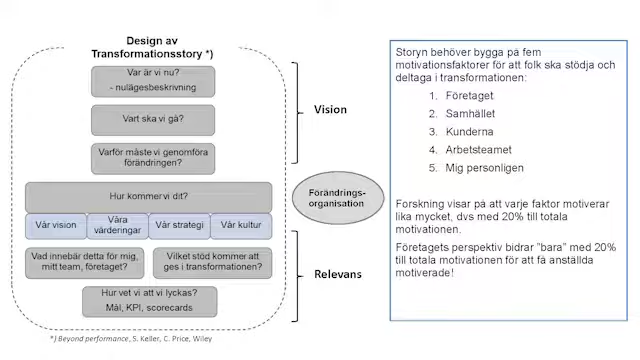 Design av
Transformationsstory *)
Var är vi nu?
- nulägesbeskrivning
Vart ska vi gå?
Varför måste vi genomföra
förändringen?
Vision
Hur kommer vi dit?
Vår vision
Våra
värderingar
Vår strategi
Vår kultur
Förändrings-
organisation
Vad innebär detta för mig,
mitt team, företaget?
Vilket stöd kommer att
ges i transformationen?
Relevans
Hur vet vi att vi lyckas?
Mål, KPI, scorecards
*) Beyond performance, S. Keller, C. Price, Wiley
Storyn behöver bygga på fem
motivationsfaktorer för att folk ska stödja och
deltaga i transformationen:
1. Företaget
2. Samhället
3. Kunderna
4. Arbetsteamet
5. Mig personligen
Forskning visar på att varje faktor motiverar
lika mycket, dvs med 20% till totala
motivationen.
Företagets perspektiv bidrar "bara" med 20%
till totala motivationen för att få anställda
motiverade!